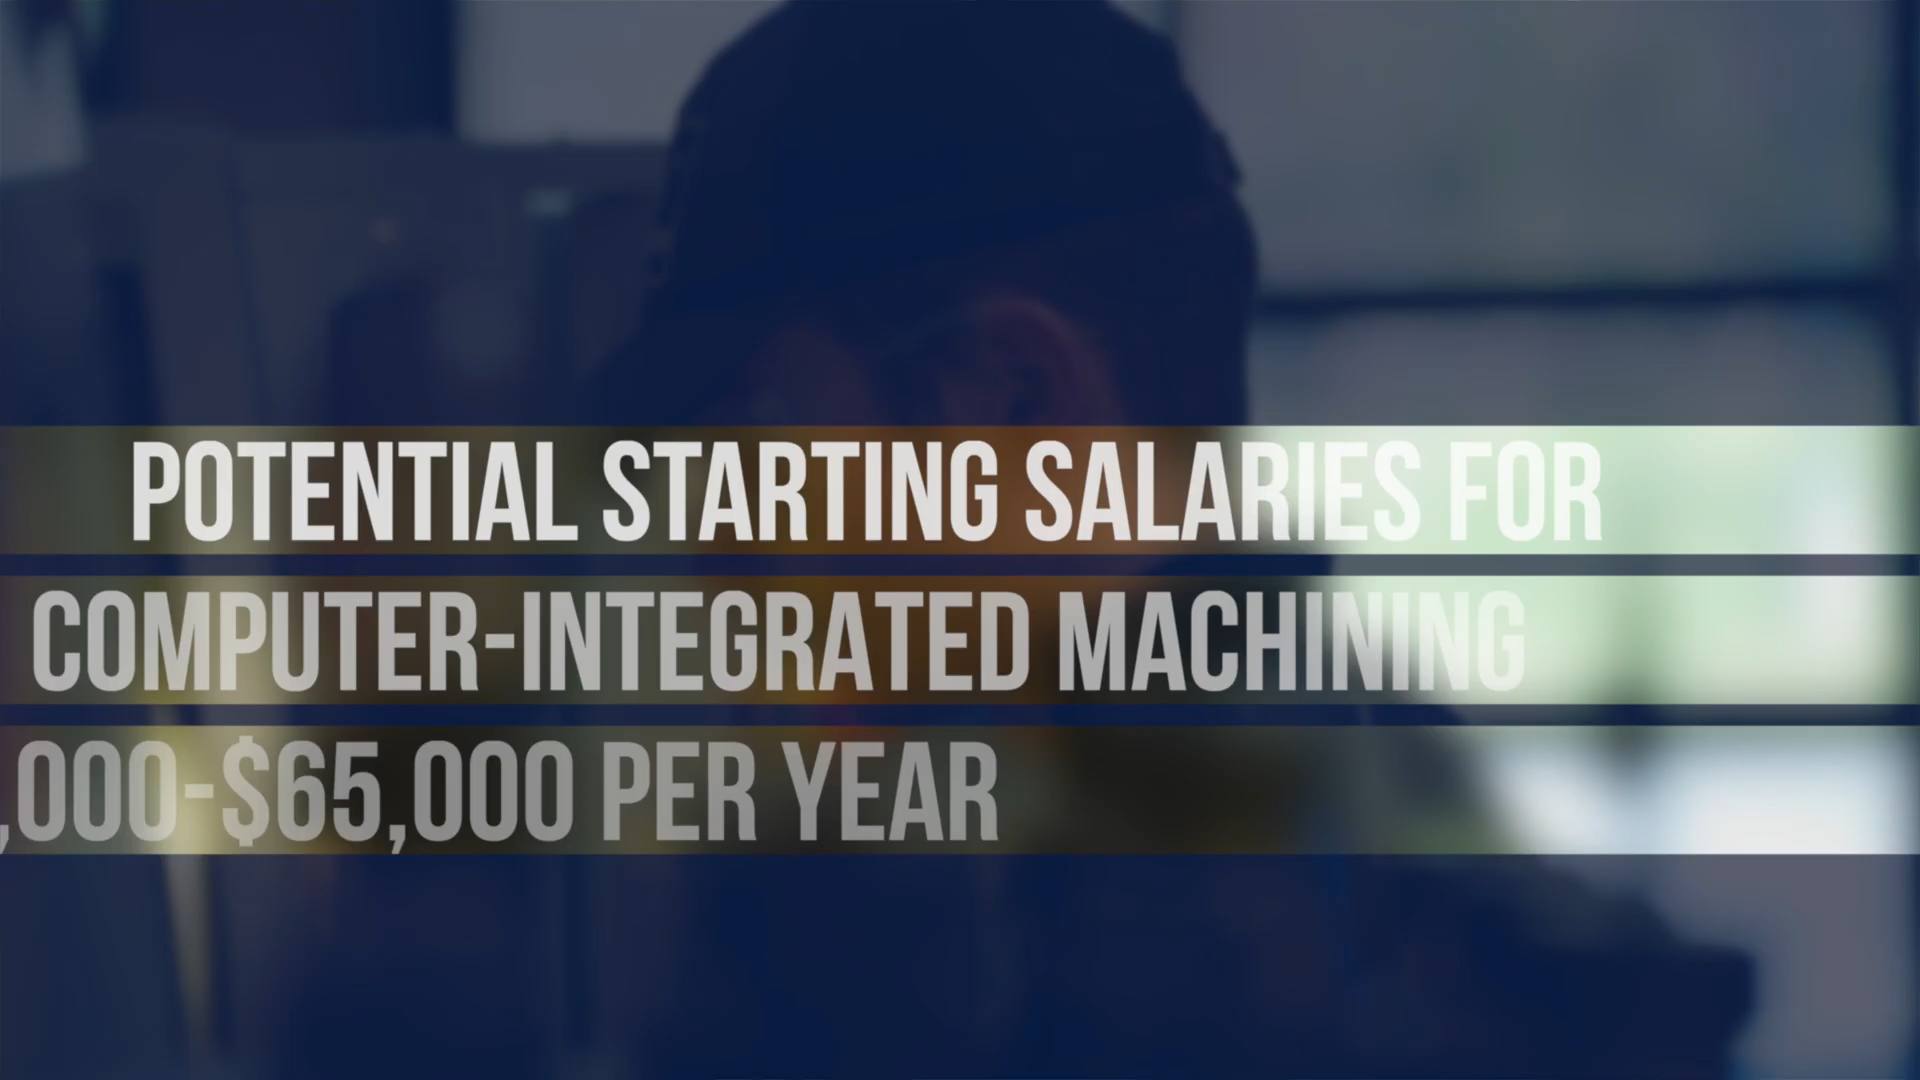 POTENTIAL STARTING SALARIES FOR
COMPUTER-INTEGRATED MACHINING
,000-$65,000 PER YEAR